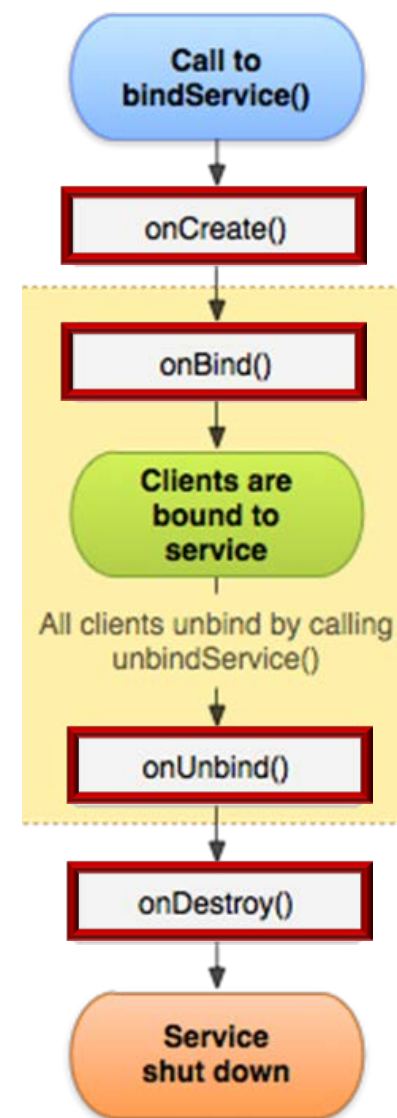 Call to
bindService()
onCreate()
onBind()
Clients are
bound to
service
All clients unbind by calling
unbindService()
onUnbind()
onDestroy()
Service
shut down